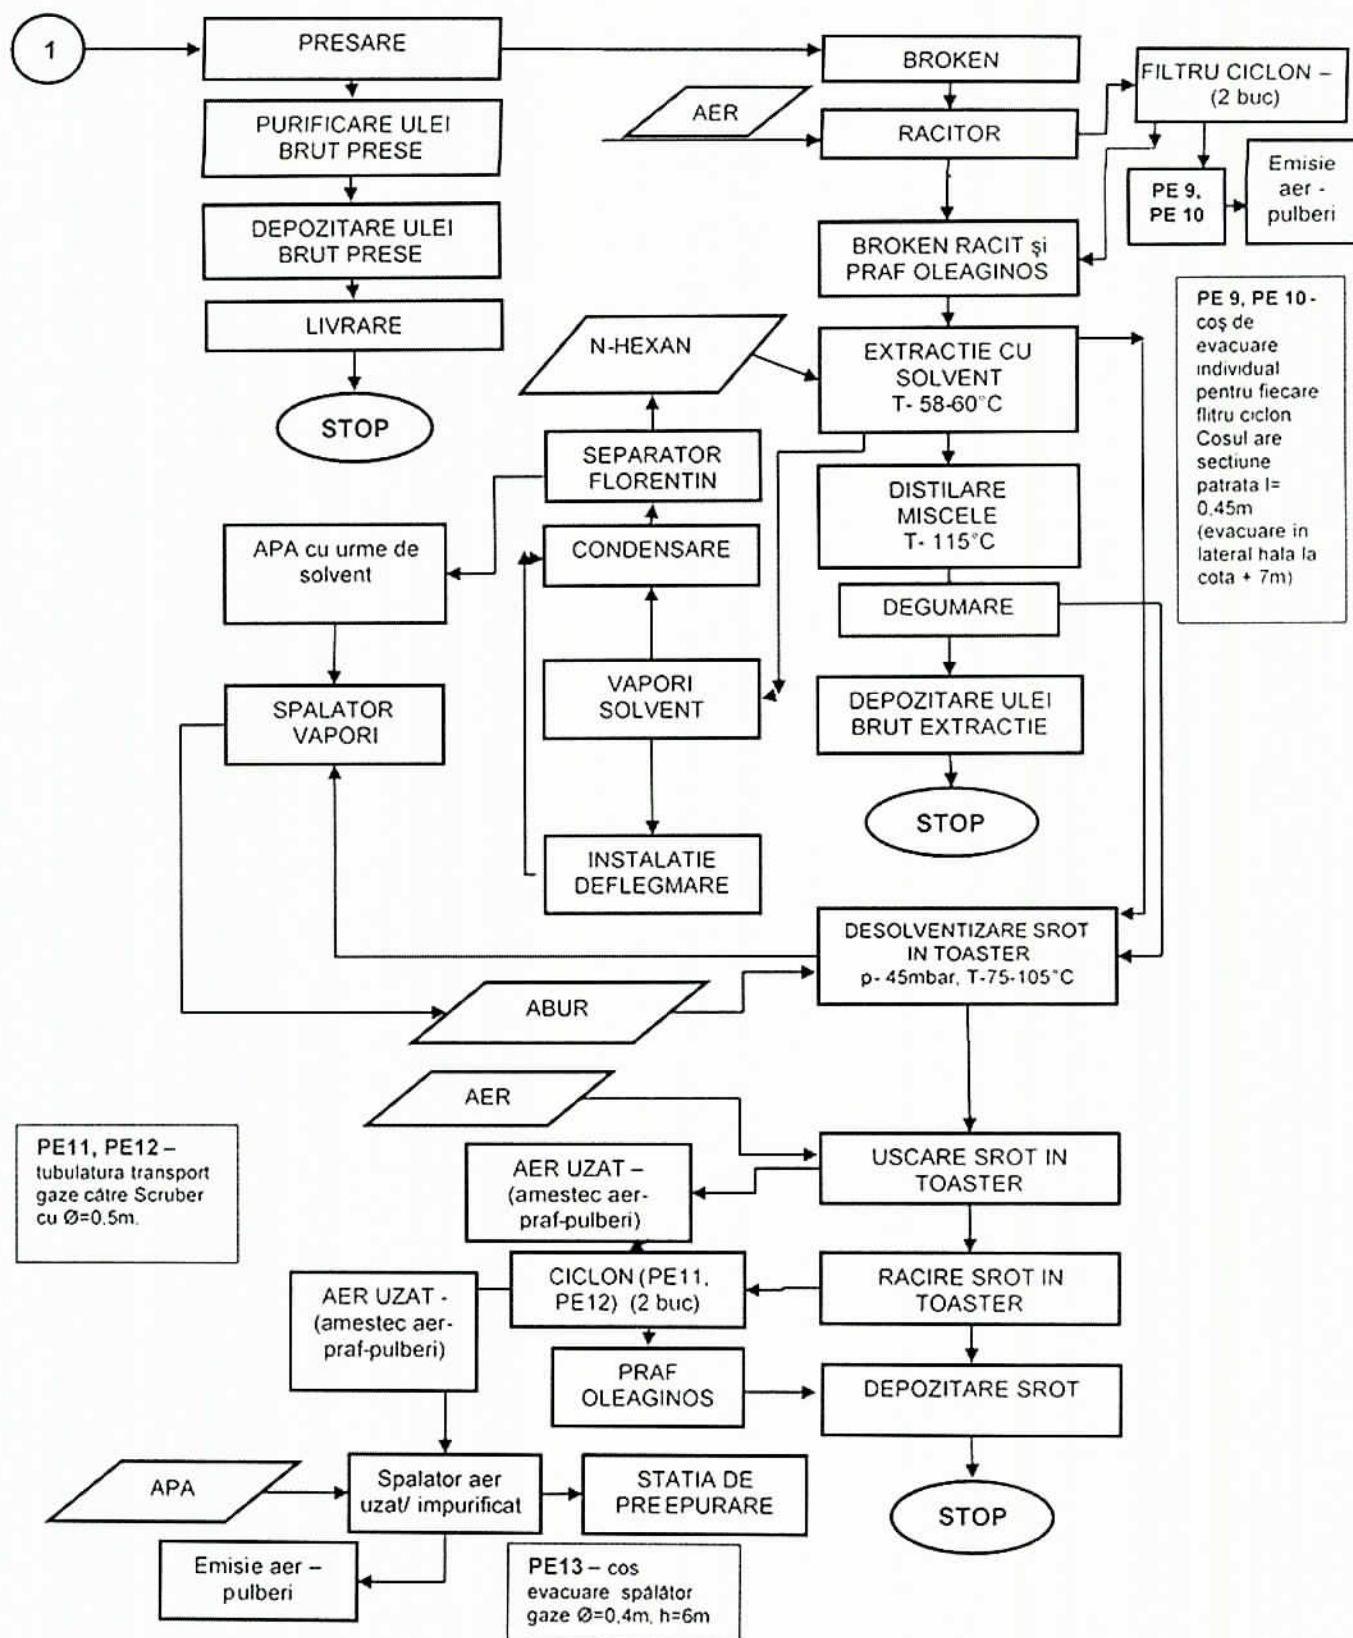 1
PRESARE
BROKEN
FILTRU CICLON –
(2 buc)
AER
RACITOR
PURIFICARE ULEI
BRUT PRESE
PE 9,
PE 10
Emisie
aer -
pulberi
DEPOZITARE ULEI
BRUT PRESE
BROKEN RACIT și
PRAF OLEAGINOS
LIVRARE
STOP
N-HEXAN
EXTRACTIE CU
SOLVENT
T- 58-60°C
PE 9, PE 10-
coș de
evacuare
individual
pentru fiecare
flitru ciclon
Cosul are
sectiune
patrata l=
0,45m
(evacuare in
lateral hala la
cota + 7m)
SEPARATOR
FLORENTIN
DISTILARE
MISCELE
T- 115°C
APA cu urme de
solvent
CONDENSARE
DEGUMARE
SPALATOR
VAPORI
VAPORI
SOLVENT
DEPOZITARE ULEI
BRUT EXTRACTIE
STOP
INSTALATIE
DEFLEGMARE
DESOLVENTIZARE SROT
IN TOASTER
p- 45mbar, T-75-105°C
ABUR
AER
PE11, PE12 –
tubulatura transport
gaze către Scruber
cu Ø=0.5m.
AER UZAT –
(amestec aer-
praf-pulberi)
USCARE SROT IN
TOASTER
CICLON (PE11,
PE12) (2 buc)
RACIRE SROT IN
TOASTER
AER UZAT -
(amestec aer-
praf-pulberi)
PRAF
OLEAGINOS
DEPOZITARE SROT
APA
Spalator aer
uzat/ impurificat
STATIA DE
PREEPURARE
STOP
Emisie aer –
pulberi
PE13 – cos
evacuare spălător
gaze Ø=0,4m, h=6m